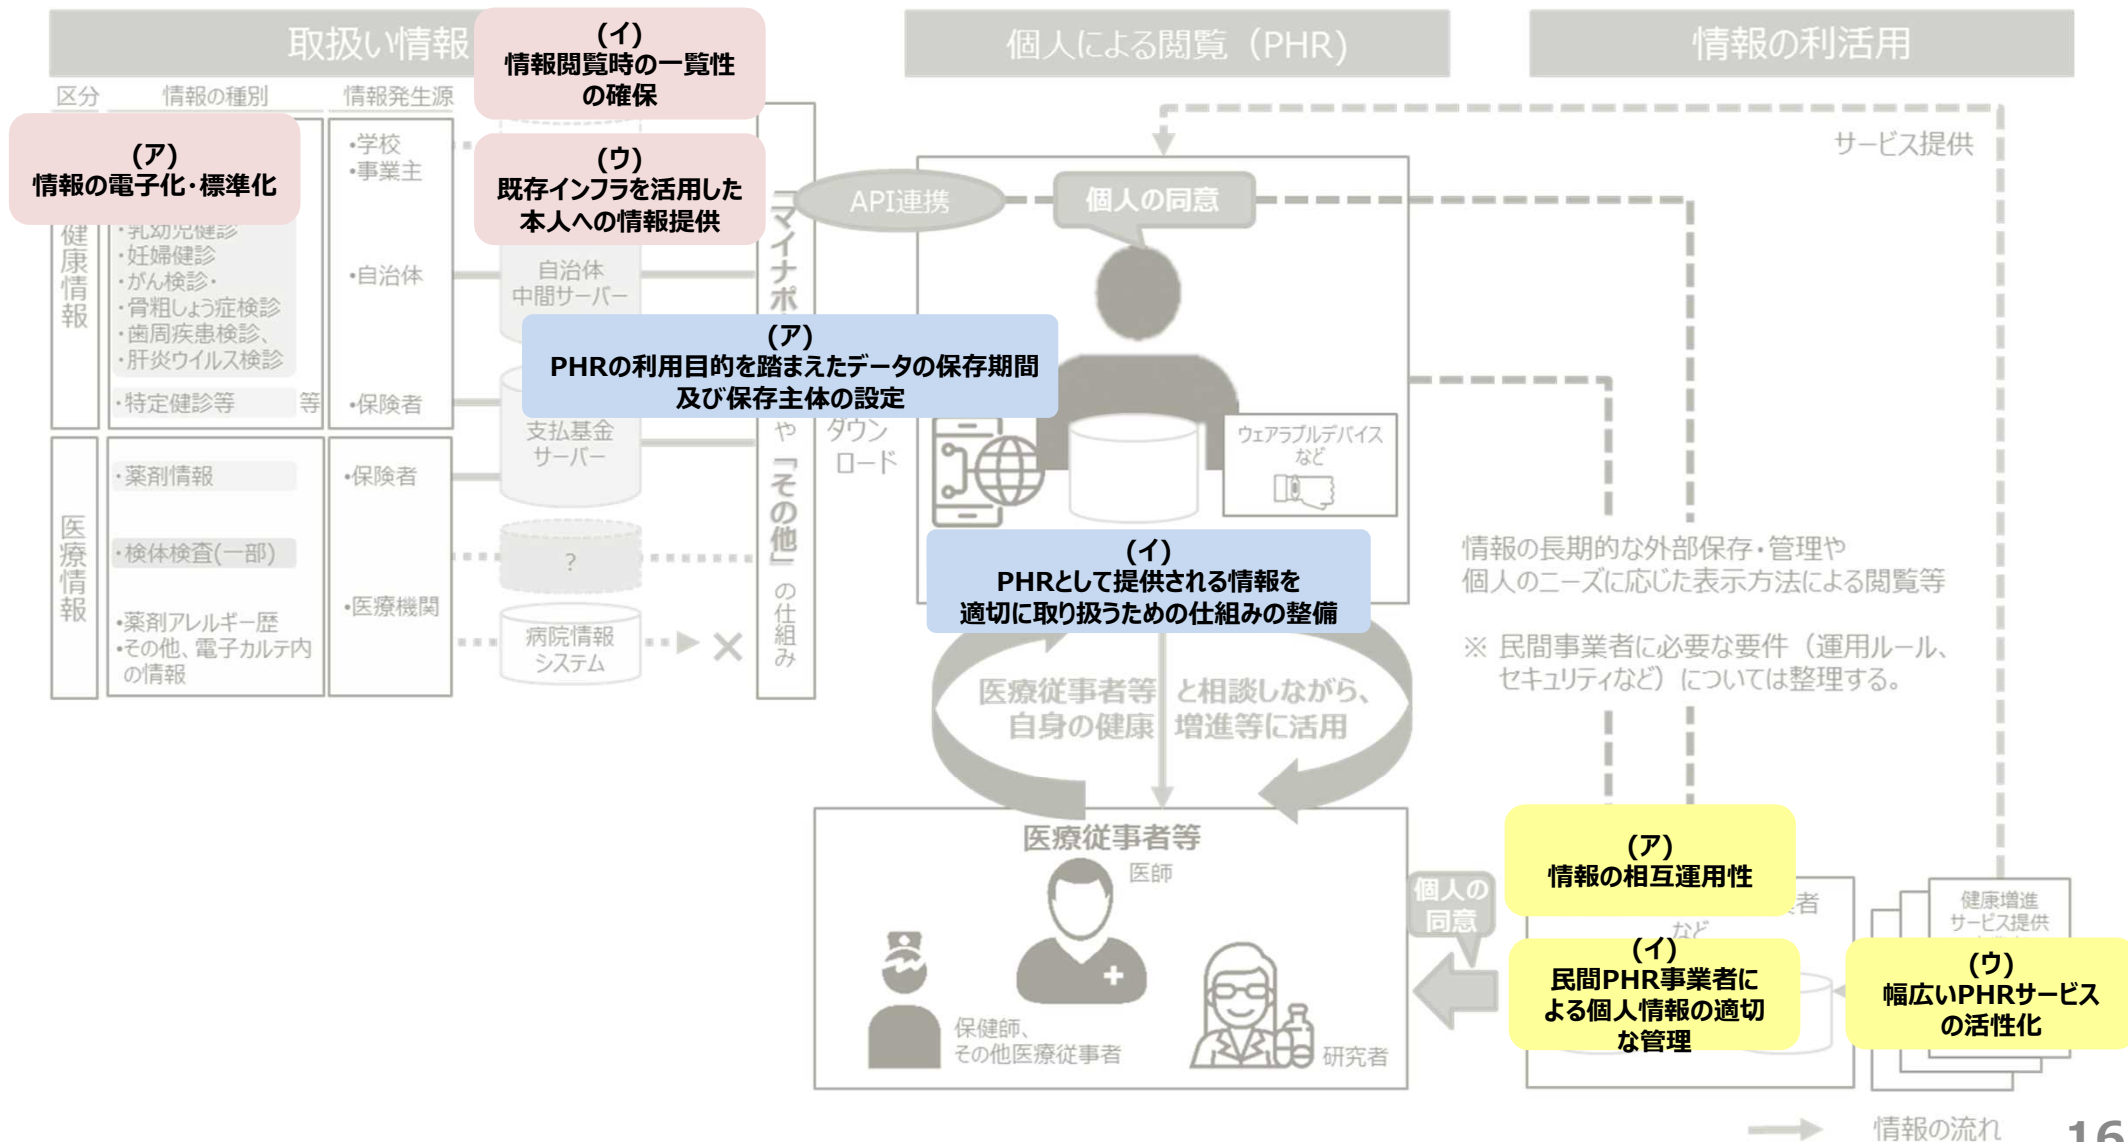 取扱い情報
個人による閲覧（PHR）
情報の利活用
(イ)
情報閲覧時の一覧性
の確保
区分
情報の種別
情報発生源
(ア)
情報の電子化・標準化
(ウ)
既存インフラを活用した
本人への情報提供
健康情報
・乳幼児健診
・妊婦健診
・がん検診・
・骨粗しょう症検診
・歯周疾患検診、
・肝炎ウイルス検診
・特定健診等
等
•学校
•事業主
•自治体
•保険者
自治体
中間サーバー
支払基金
サーバー
医療情報
・薬剤情報
・検体検査(一部)
•薬剤アレルギー歴
•その他、電子カルテ内
の情報
•保険者
•医療機関
?
病院情報
システム
「マイナポ
や「その他」の仕組み
API連携
個人の同意
サービス提供
(ア)
PHRの利用目的を踏まえたデータの保存期間
及び保存主体の設定
ダウン
ロード
ウェアラブルデバイス
など
(イ)
PHRとして提供される情報を
適切に取り扱うための仕組みの整備
情報の長期的な外部保存・管理や
個人のニーズに応じた表示方法による閲覧等
※ 民間事業者に必要な要件（運用ルール、
セキュリティなど）については整理する。
医療従事者等 と相談しながら、
自身の健康 増進等に活用
医療従事者等
医師
保健師、
その他医療従事者
研究者
個人の
同意
(ア)
情報の相互運用性
業者
など
(イ)
民間PHR事業者に
よる個人情報の適切
な管理
健康増進
サービス提供
(ウ)
幅広いPHRサービス
の活性化
情報の流れ
16